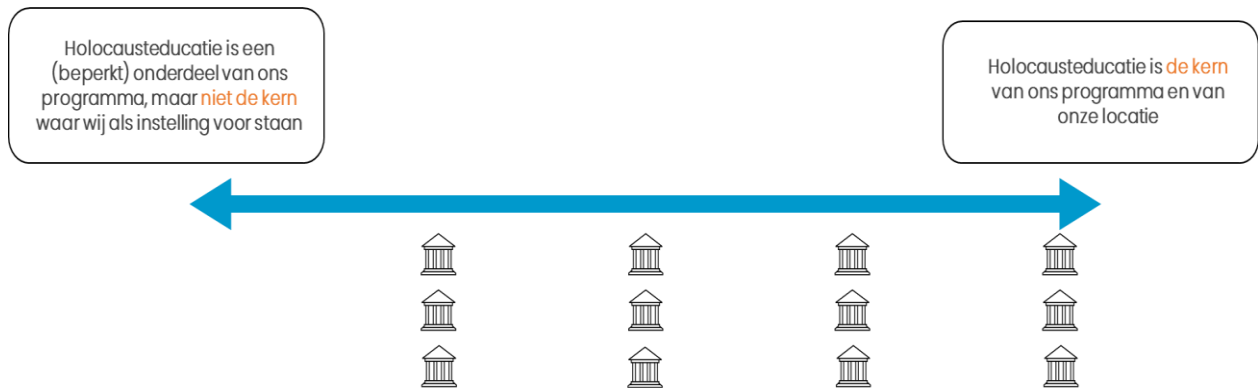 Holocausteducatie is een
(beperkt) onderdeel van ons
programma, maar niet de kern
waar wij als instelling voor staan
Holocausteducatie is de kern
van ons programma en van
onze locatie